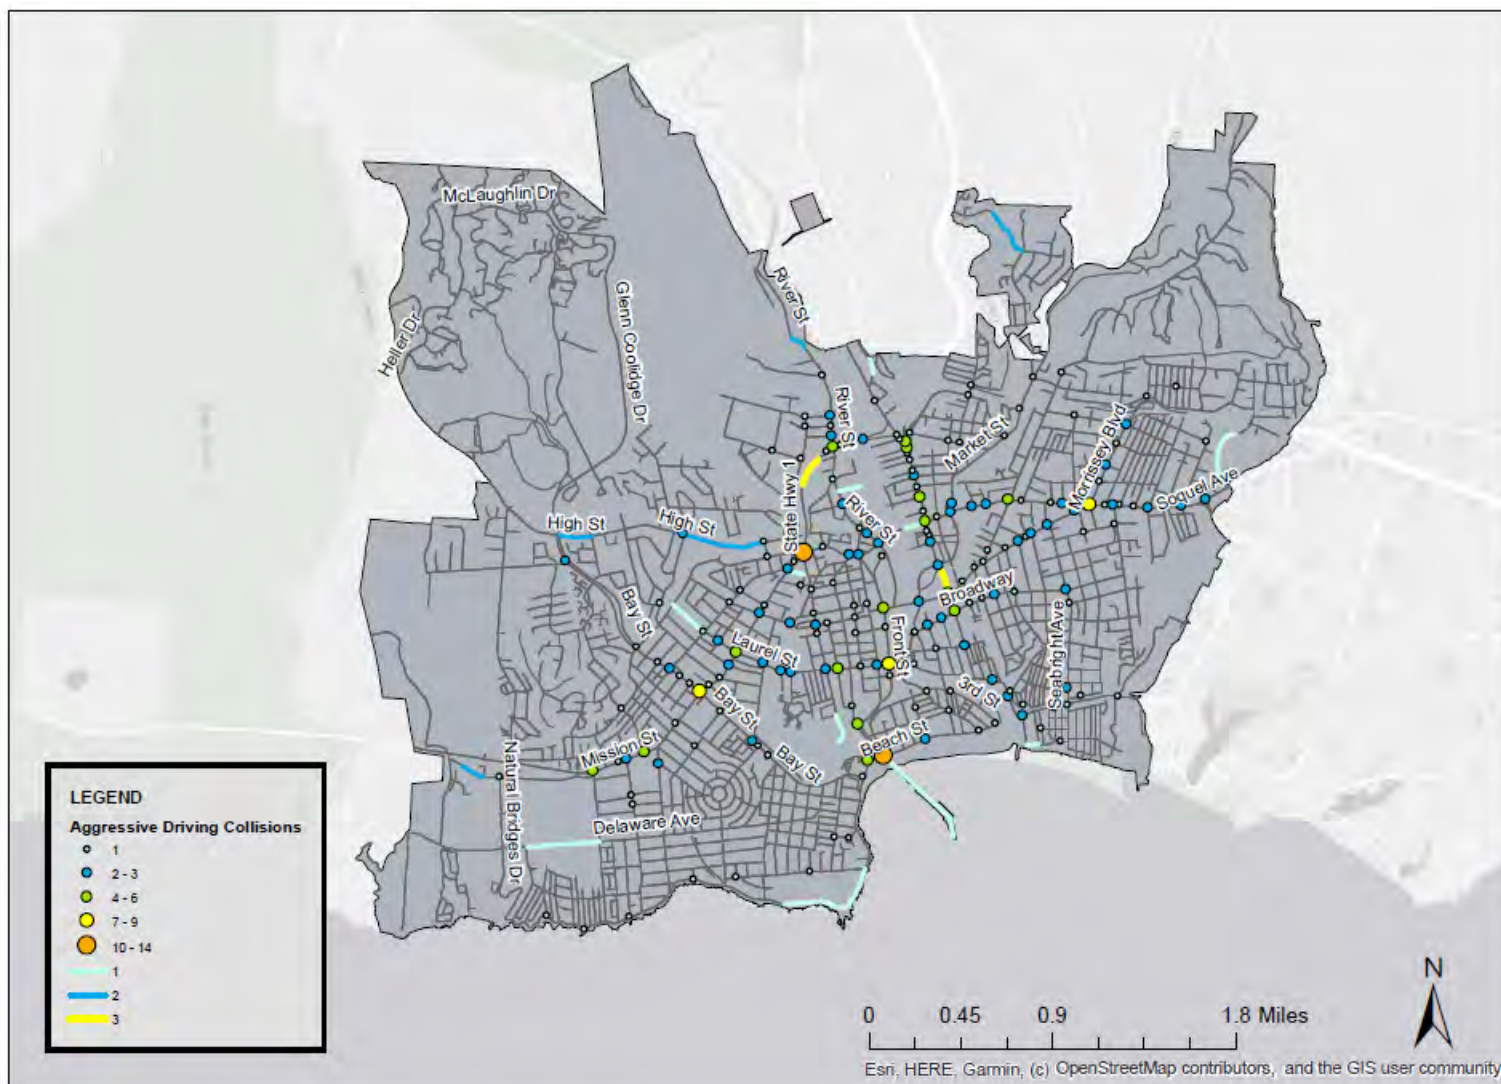 McLaughlin Dr
Heller Dr
Glenn Coolidge Dr
River St
River St
Market St
Morrissey Blvd
Soquel Ave
State Hwy 1
River St
High St
High St
Bay St
Laurel St
Front St
Broadway
Seabright Ave
3rd St
Bay St
Mission St
Beach St
Bay St
Natural Bridges Dr
Delaware Ave
LEGEND
Aggressive Driving Collisions
1
2 - 3
4 - 6
7 - 9
10 - 14
1
2
3
N
0 0.45 0.9 1.8 Miles
Esri, HERE, Garmin, (c) OpenStreetMap contributors, and the GIS user community